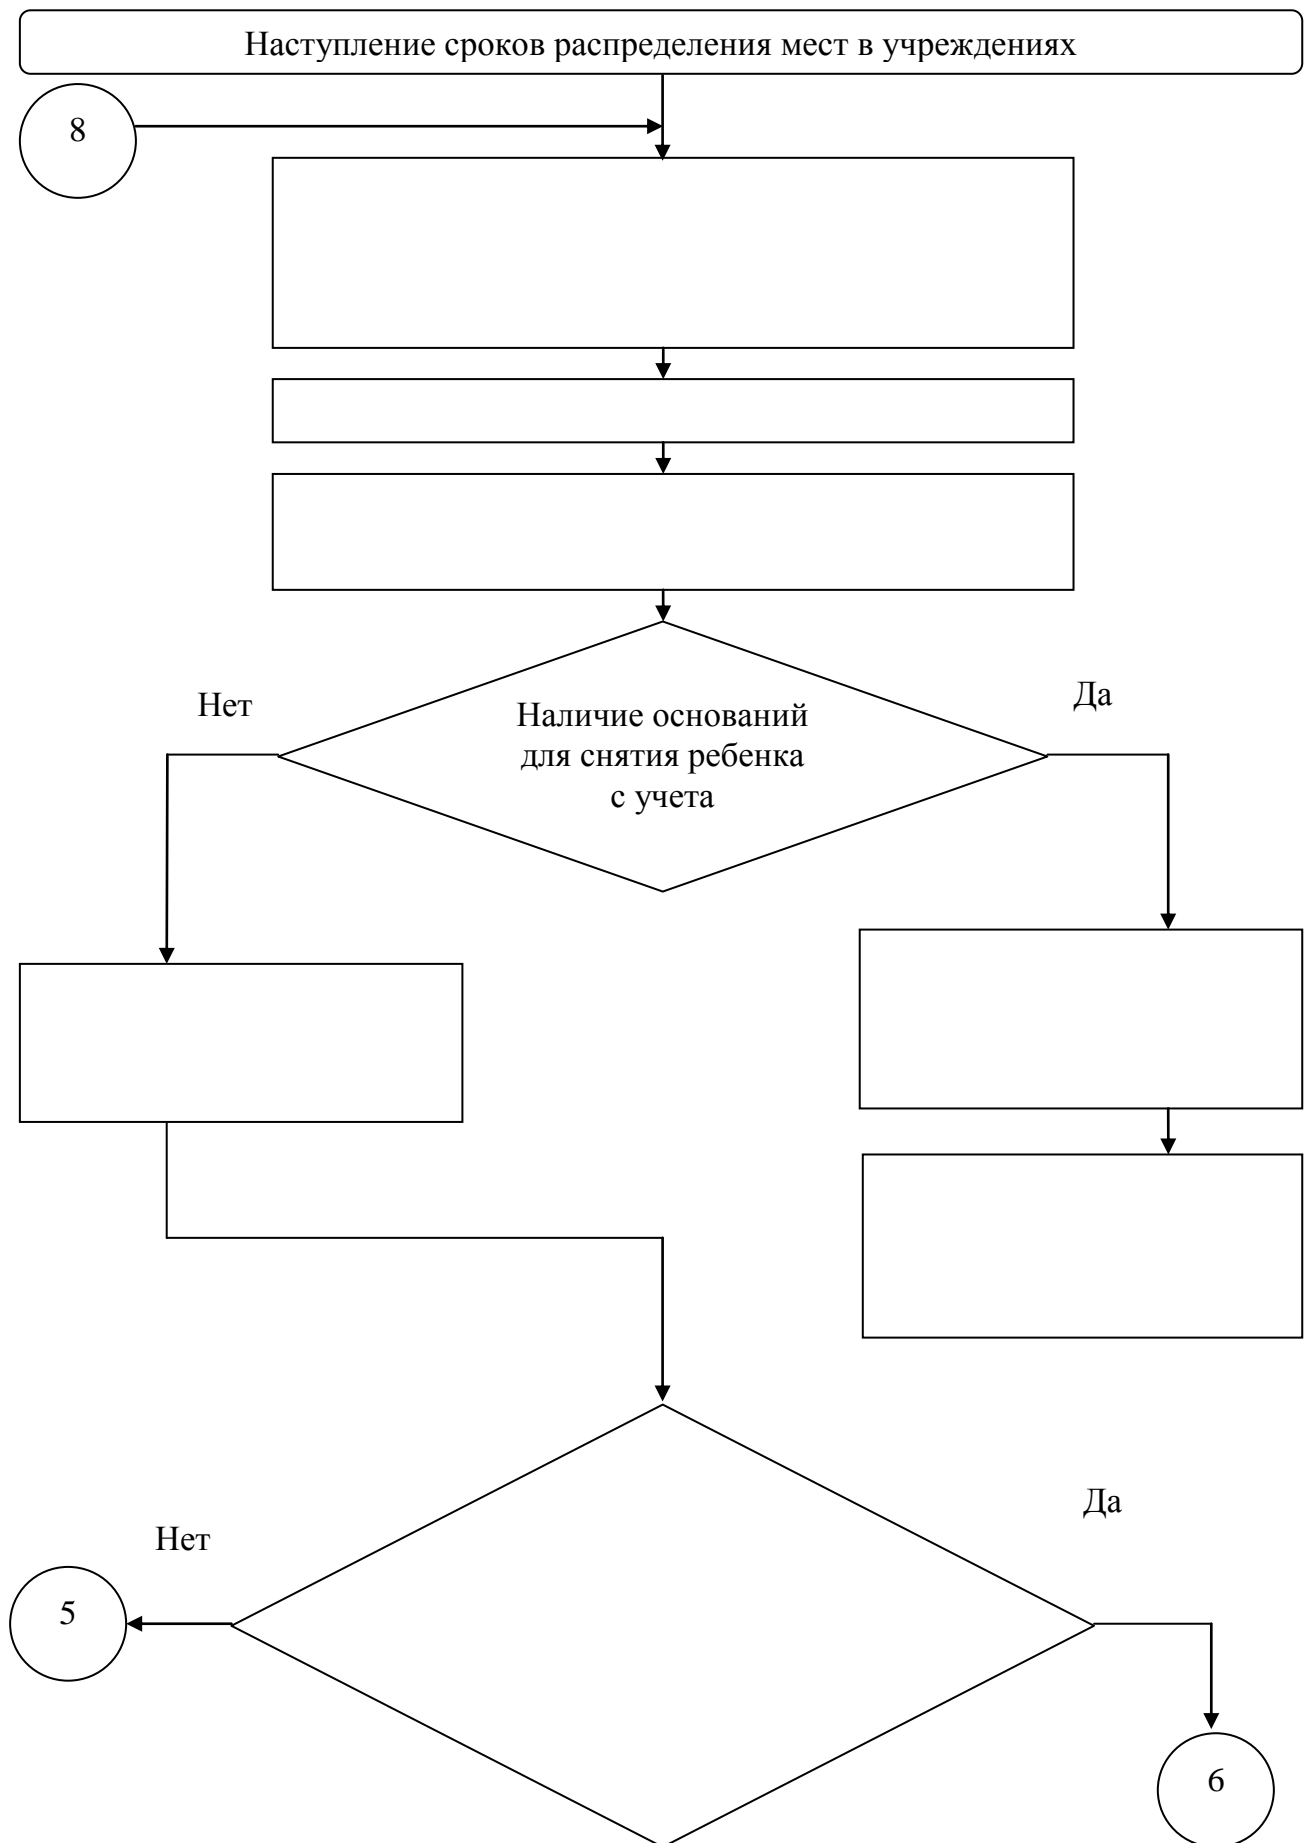 Наступление сроков распределения мест в учреждениях
8
Нет
Да
Наличие оснований
для снятия ребенка
с учета
Да
Нет
5
6